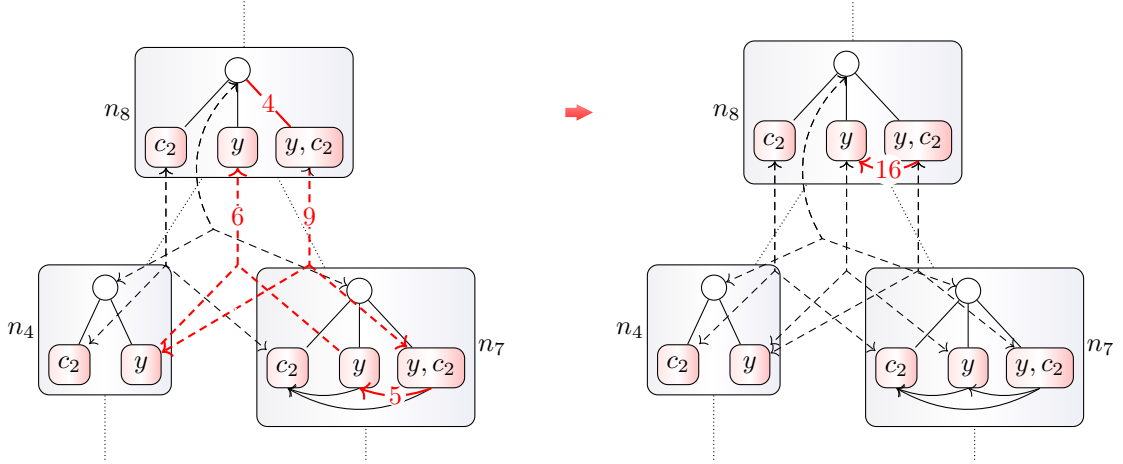 4
n₈ c₂ y y, c₂
6 9
n₄ c₂ y
c₂ y y, c₂ n₇
5
n₈ c₂ y y, c₂
16
n₄ c₂ y
c₂ y y, c₂ n₇